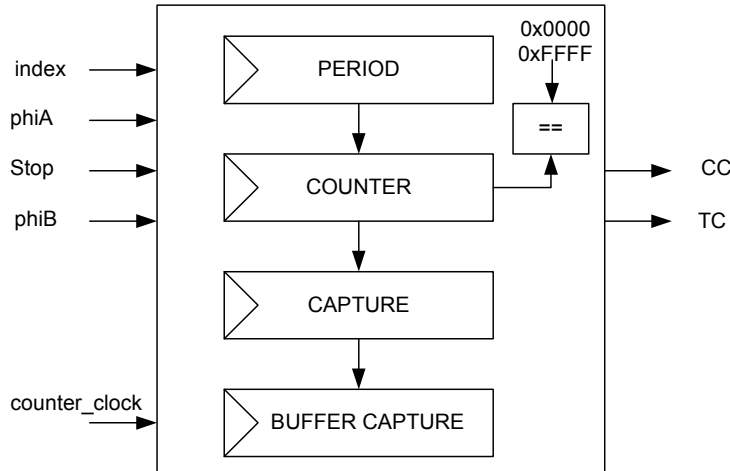 0x0000
0xFFFF
index
PERIOD
phiA
==
Stop
COUNTER
CC
phiB
TC
CAPTURE
counter_clock
BUFFER CAPTURE